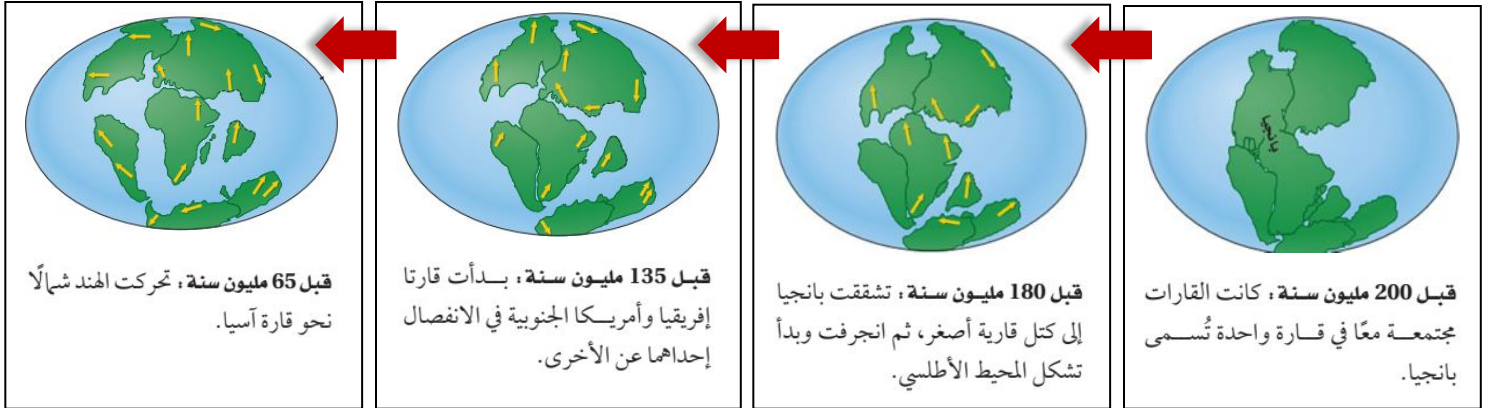 بانجيا
قبل 200 مليون سنة، كانت القارات
مجتمعة معًا في قارة واحدة تُسمى
بانجيا.
قبل 180 مليون سنة، تشققت بانجيا
إلى كتل قارية أصغر، ثم انجرفت وبدأ
تشكل المحيط الأطلسي.
قبل 135 مليون سنة، بدأت قارتا
إفريقيا وأمريكا الجنوبية في الانفصال
إحداهما عن الأخرى.
قبل 65 مليون سنة، تحركت الهند شمالًا
نحو قارة آسيا.